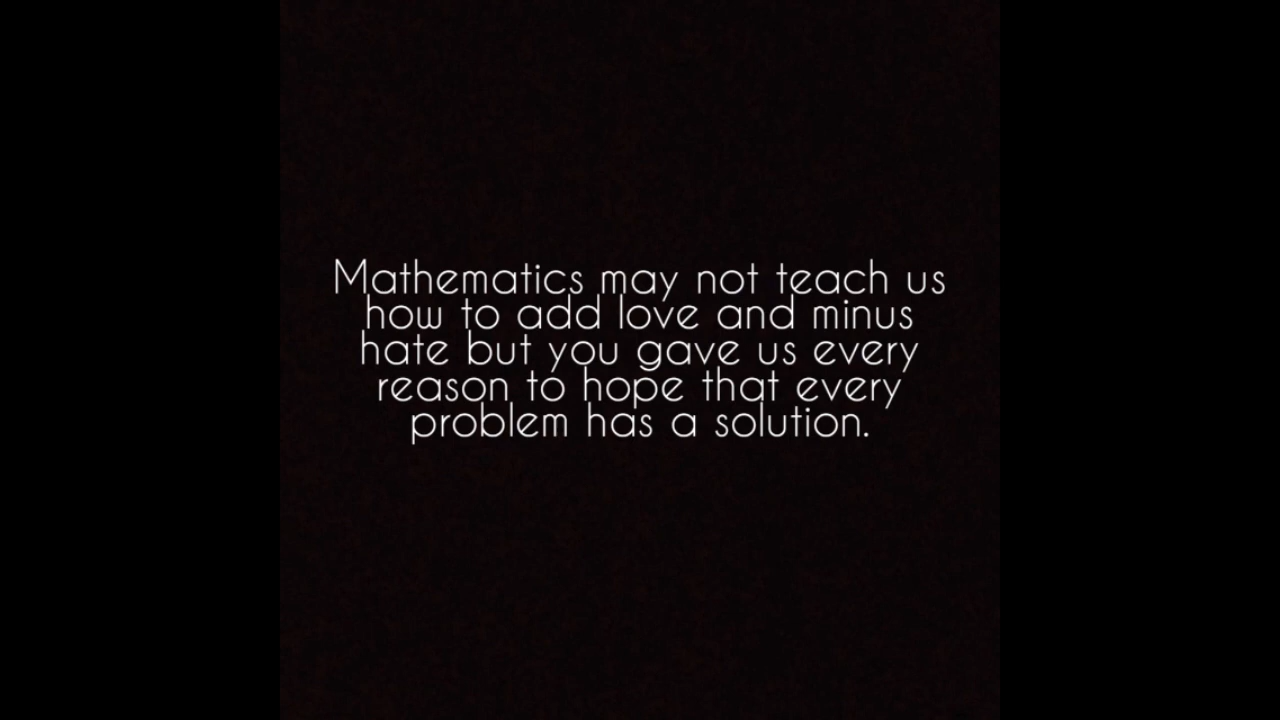 Mathematics may not teach us
how to add love and minus
hate but you gave us every
reason to hope that every
problem has a solution.